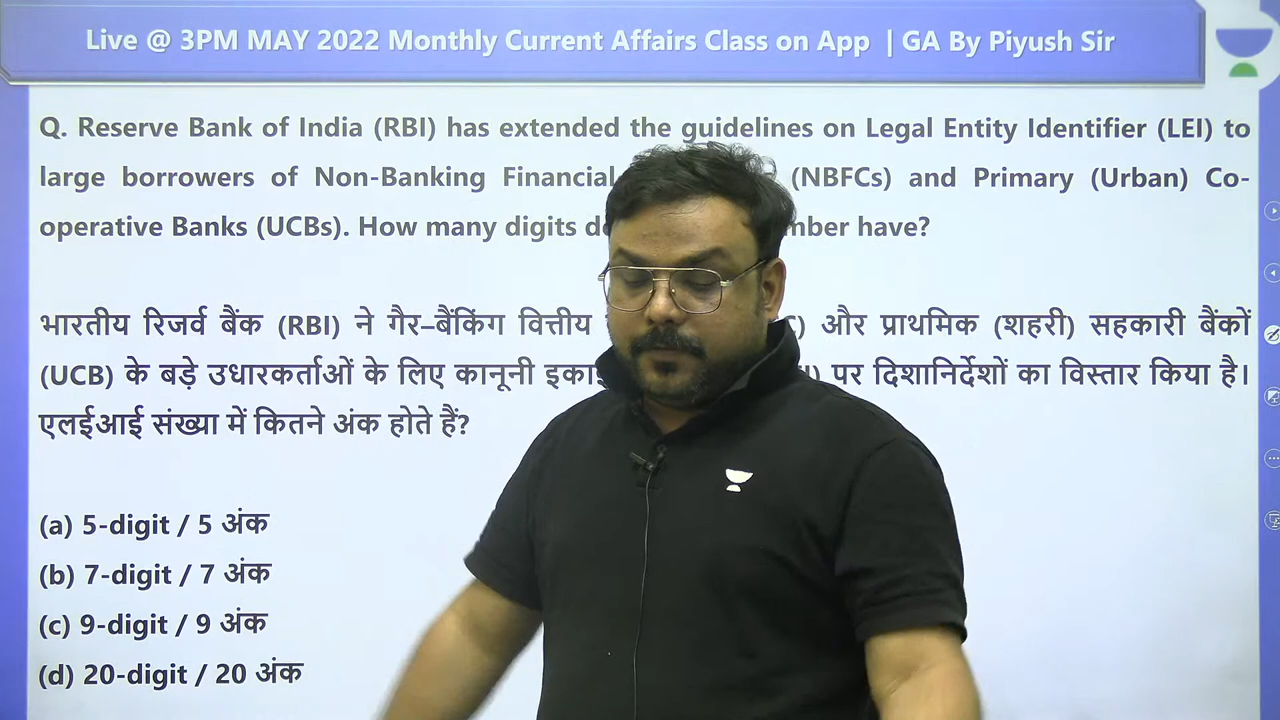 Live @ 3PM MAY 2022 Monthly Current Affairs Class on App | GA By Piyush Sir
Q. Reserve Bank of India (RBI) has extended the guidelines on Legal Entity Identifier (LEI) to
large borrowers of Non-Banking Financial (NBFCs) and Primary (Urban) Co-
operative Banks (UCBs). How many digits have?
भारतीय रिजर्व बैंक (RBI) ने गैर–बैंकिंग वित्तीय और प्राथमिक (शहरी) सहकारी बैंकों
(UCB) के बड़े उधारकर्ताओं के लिए कानूनी पर दिशानिर्देशों का विस्तार किया है।
एलईआई संख्या में कितने अंक होते हैं?
(a) 5-digit / 5 अंक
(b) 7-digit / 7 अंक
(c) 9-digit / 9 अंक
(d) 20-digit / 20 अंक